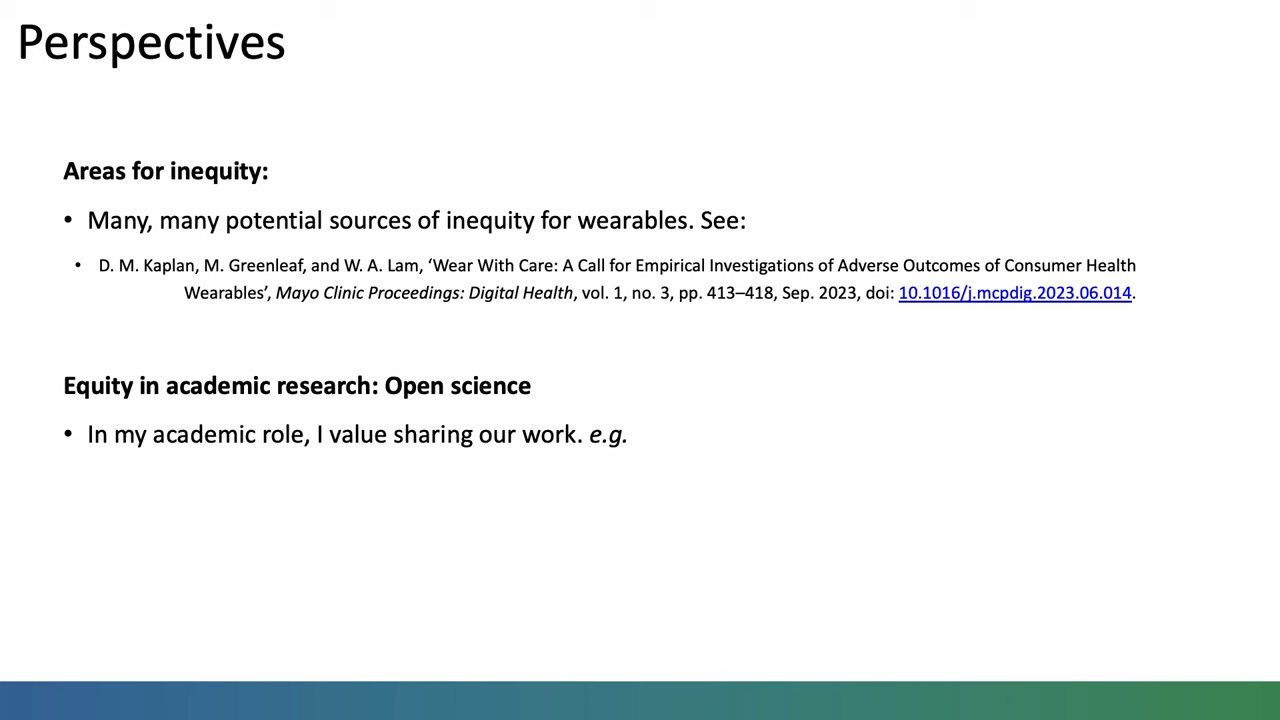 Perspectives
Areas for inequity:
• Many, many potential sources of inequity for wearables. See:
• D. M. Kaplan, M. Greenleaf, and W. A. Lam, ‘Wear With Care: A Call for Empirical Investigations of Adverse Outcomes of Consumer Health
Wearables’, Mayo Clinic Proceedings: Digital Health, vol. 1, no. 3, pp. 413–418, Sep. 2023, doi: 10.1016/j.mcpdig.2023.06.014.
Equity in academic research: Open science
• In my academic role, I value sharing our work. e.g.